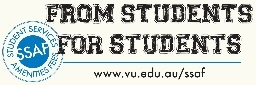 FROM STUDENTS
FOR STUDENTS
STUDENT SERVICES
SSAF
AMENITIES FEE
www.vu.edu.au/ssaf